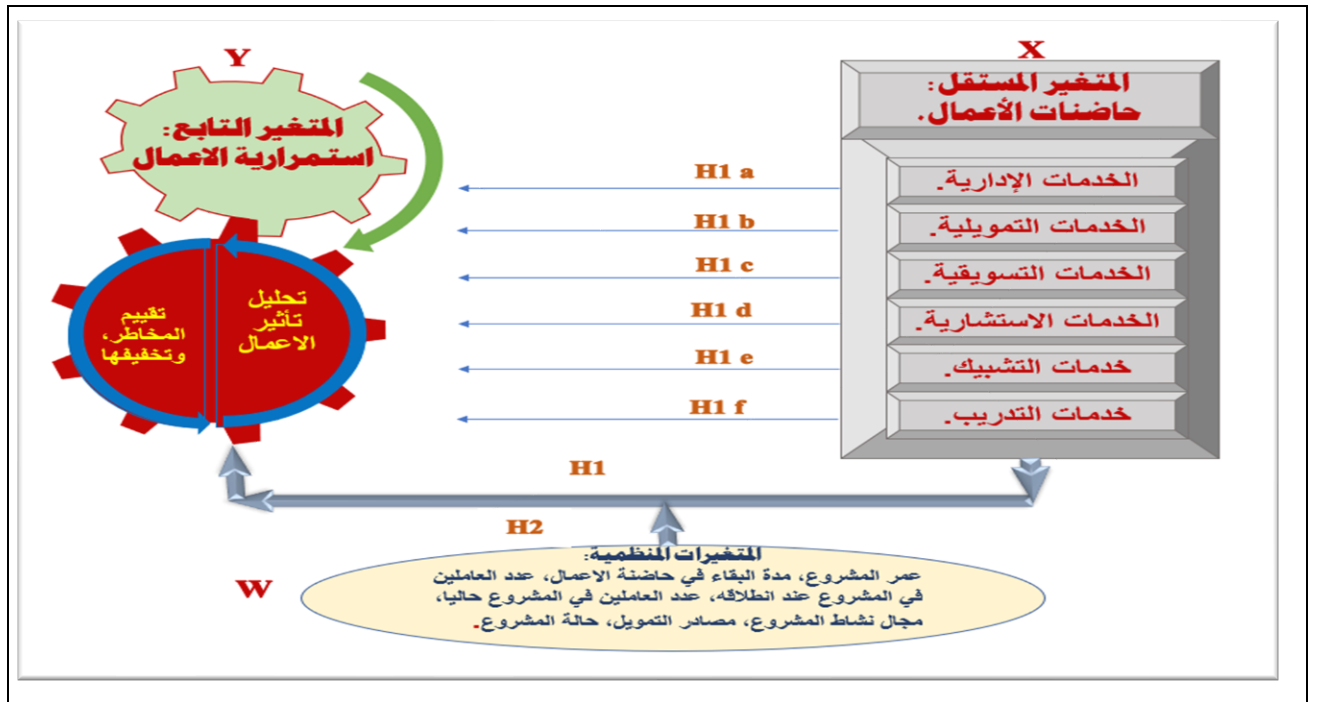 X
المتغير المستقل:
حاضنات الأعمال.
الخدمات الإدارية.
الخدمات التمويلية.
الخدمات التسويقية.
الخدمات الاستشارية.
خدمات التشبيك.
خدمات التدريب.
H1 a
H1 b
H1 c
H1 d
H1 e
H1 f
Y
المتغير التابع:
استمرارية الاعمال
تحليل
تأثير
الاعمال
تقييم
المخاطر،
وتخفيفها
H1
H2
W
المتغيرات المنظمية:
عمر المشروع، مدة البقاء في حاضنة الاعمال، عدد العاملين
في المشروع عند انطلاقه، عدد العاملين في المشروع حاليا،
مجال نشاط المشروع، مصادر التمويل، حالة المشروع.